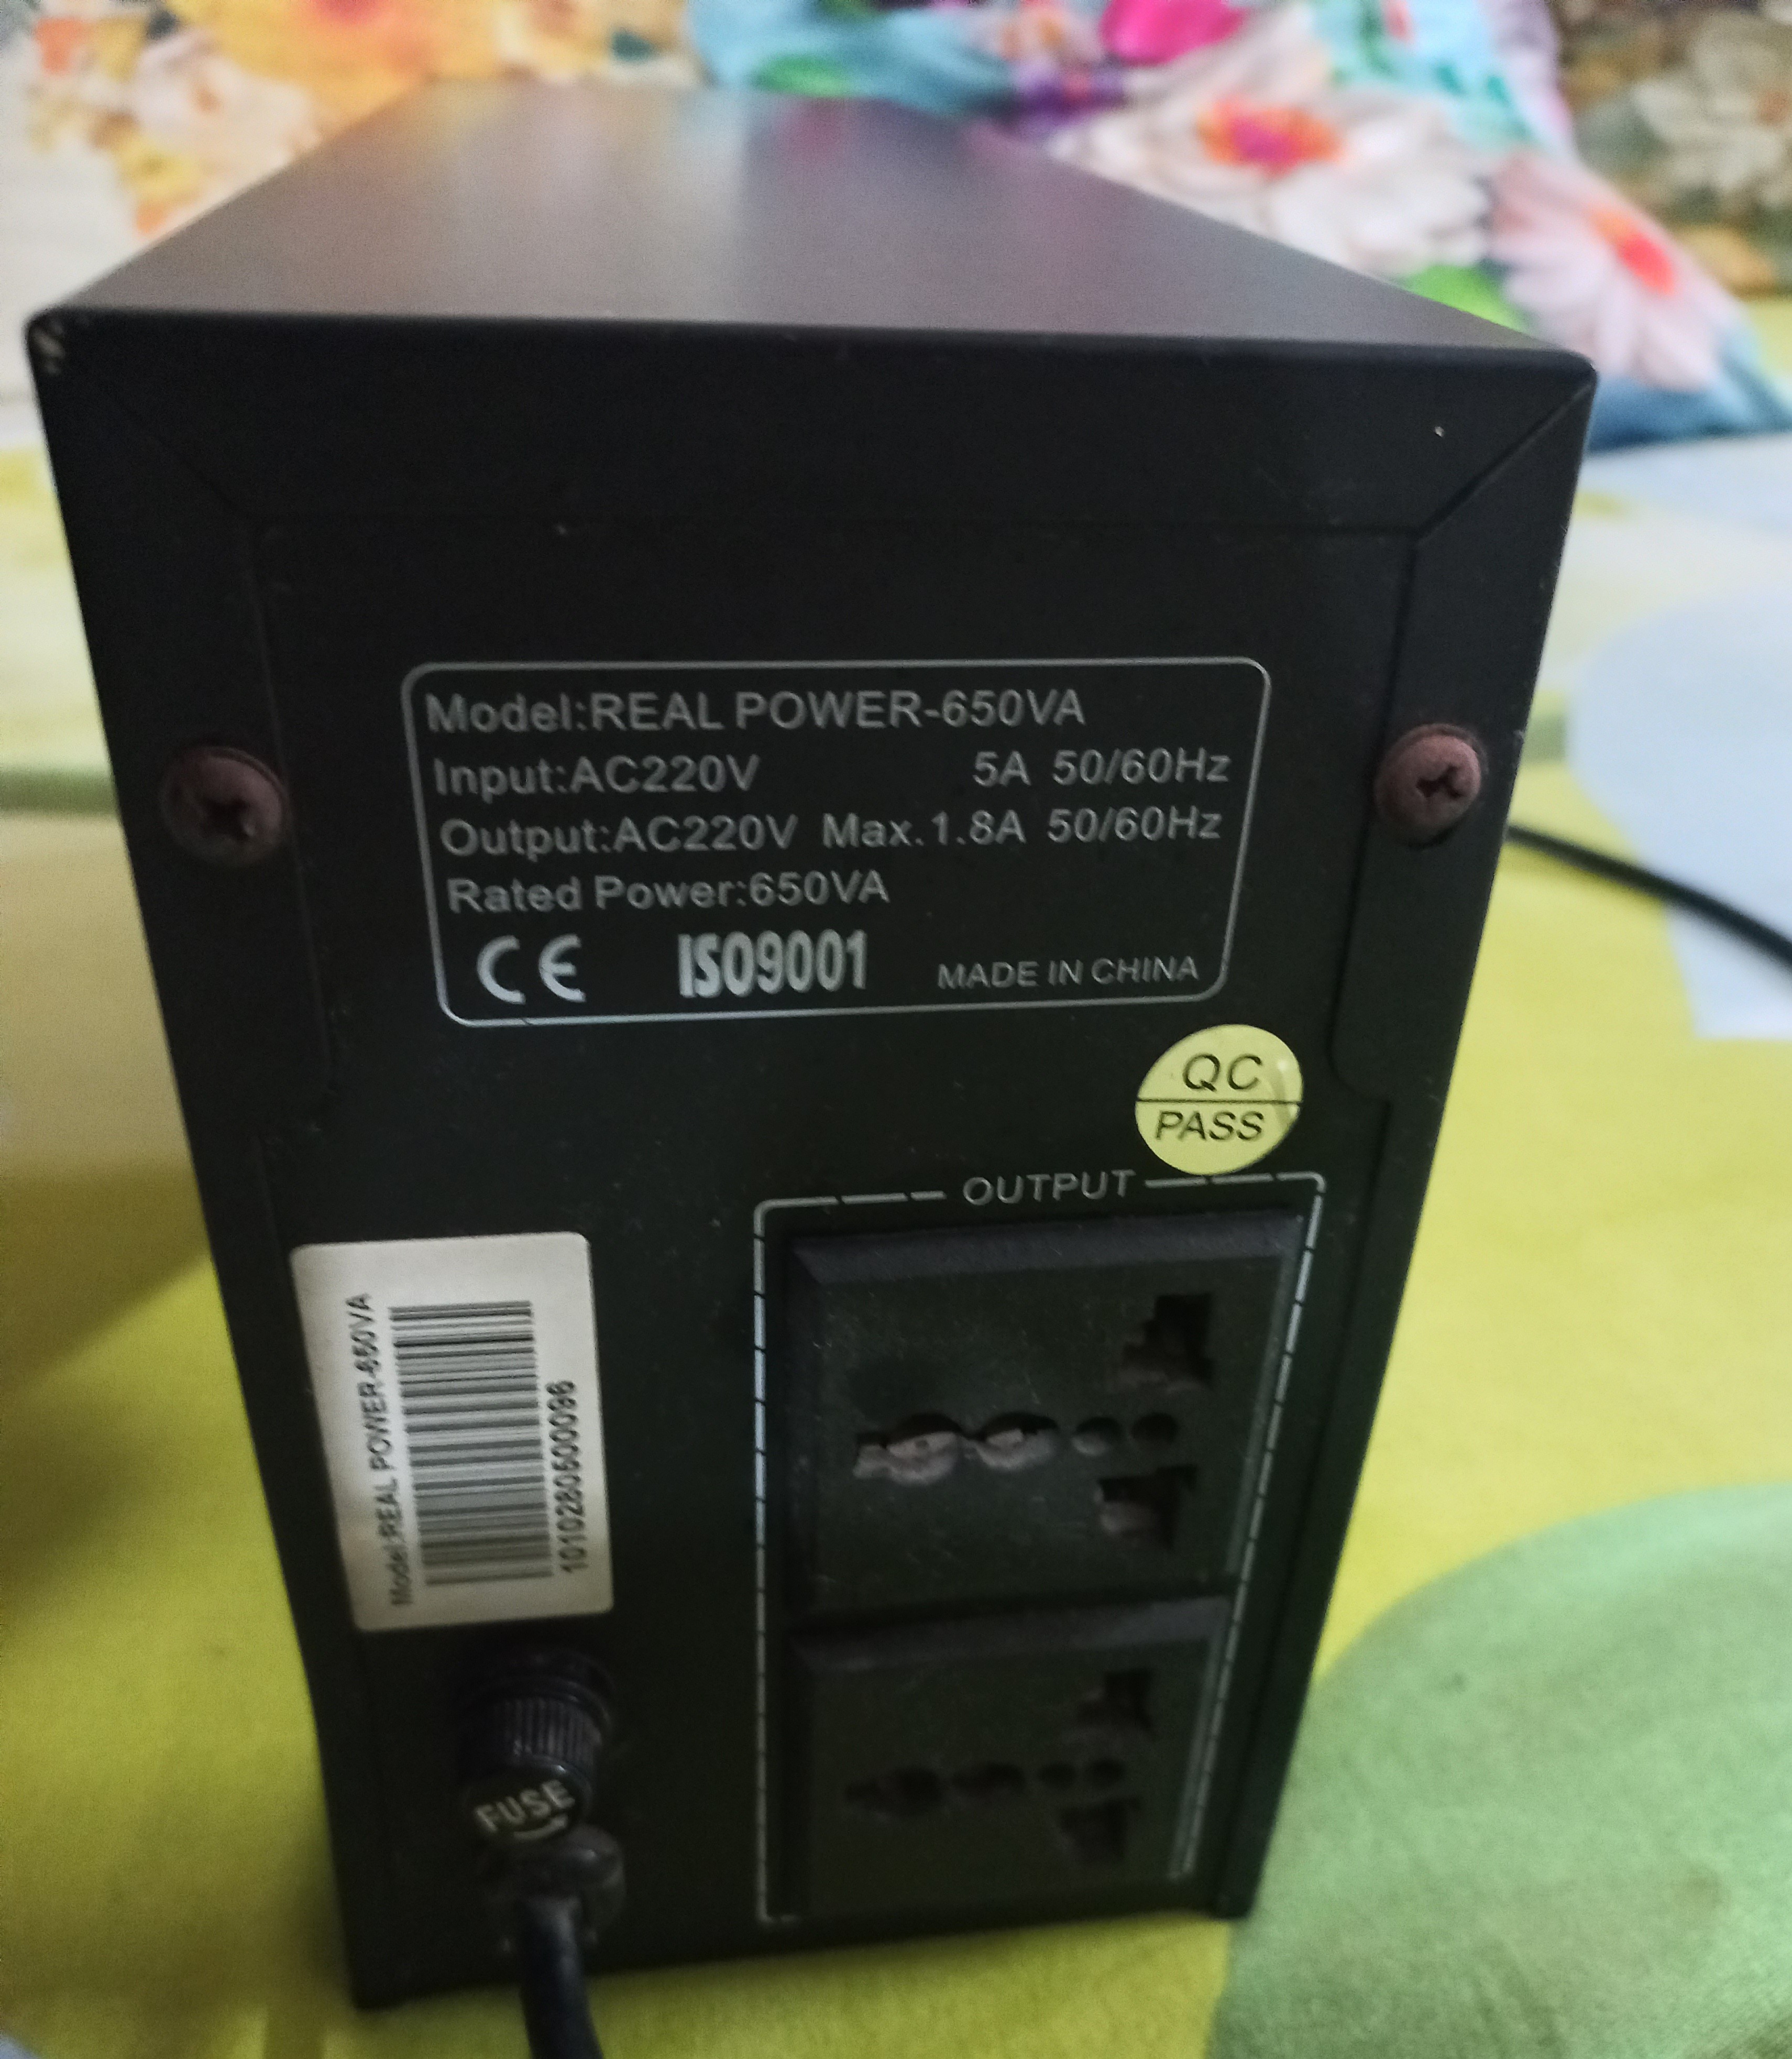 Model:REAL POWER-650VA
Input:AC220V 5A 50/60Hz
Output:AC220V Max.1.8A 50/60Hz
Rated Power:650VA
CE ISO9001 MADE IN CHINA
QC
PASS
OUTPUT
Model:REAL POWER-650VA
1010280500096
FUSE